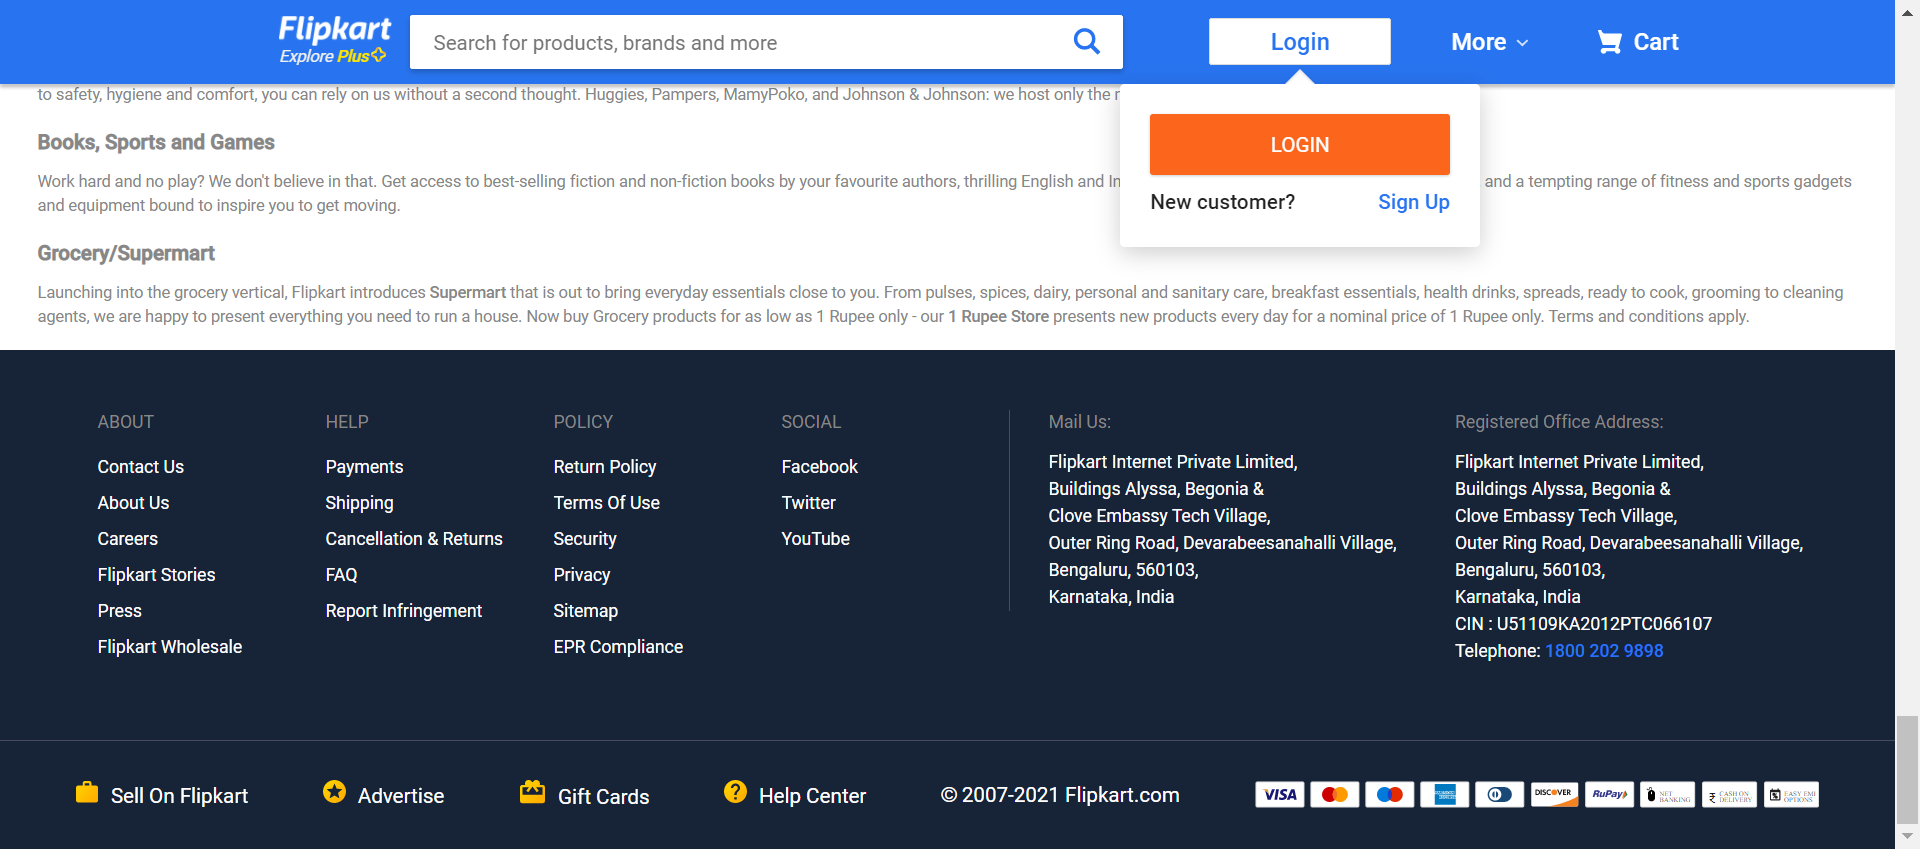 Flipkart
Explore Plus
Search for products, brands and more
Login
More
Cart
to safety, hygiene and comfort, you can rely on us without a second thought. Huggies, Pampers, MamyPoko, and Johnson & Johnson: we host only the
LOGIN
New customer? Sign Up
Books, Sports and Games
Work hard and no play? We don't believe in that. Get access to best-selling fiction and non-fiction books by your favourite authors, thrilling English and In and a tempting range of fitness and sports gadgets
and equipment bound to inspire you to get moving.
Grocery/Supermart
Launching into the grocery vertical, Flipkart introduces Supermart that is out to bring everyday essentials close to you. From pulses, spices, dairy, personal and sanitary care, breakfast essentials, health drinks, spreads, ready to cook, grooming to cleaning
agents, we are happy to present everything you need to run a house. Now buy Grocery products for as low as 1 Rupee only - our 1 Rupee Store presents new products every day for a nominal price of 1 Rupee only. Terms and conditions apply.
ABOUT
Contact Us
About Us
Careers
Flipkart Stories
Press
Flipkart Wholesale
HELP
Payments
Shipping
Cancellation & Returns
FAQ
Report Infringement
POLICY
Return Policy
Terms Of Use
Security
Privacy
Sitemap
EPR Compliance
SOCIAL
Facebook
Twitter
YouTube
Mail Us:
Flipkart Internet Private Limited,
Buildings Alyssa, Begonia &
Clove Embassy Tech Village,
Outer Ring Road, Devarabeesanahalli Village,
Bengaluru, 560103,
Karnataka, India
Registered Office Address:
Flipkart Internet Private Limited,
Buildings Alyssa, Begonia &
Clove Embassy Tech Village,
Outer Ring Road, Devarabeesanahalli Village,
Bengaluru, 560103,
Karnataka, India
CIN : U51109KA2012PTC066107
Telephone: 1800 202 9898
Sell On Flipkart
Advertise
Gift Cards
Help Center
© 2007-2021 Flipkart.com
VISA
DISCOVER
RuPay
NET
BANKING
CASH ON
DELIVERY
EASY EMI
OPTIONS